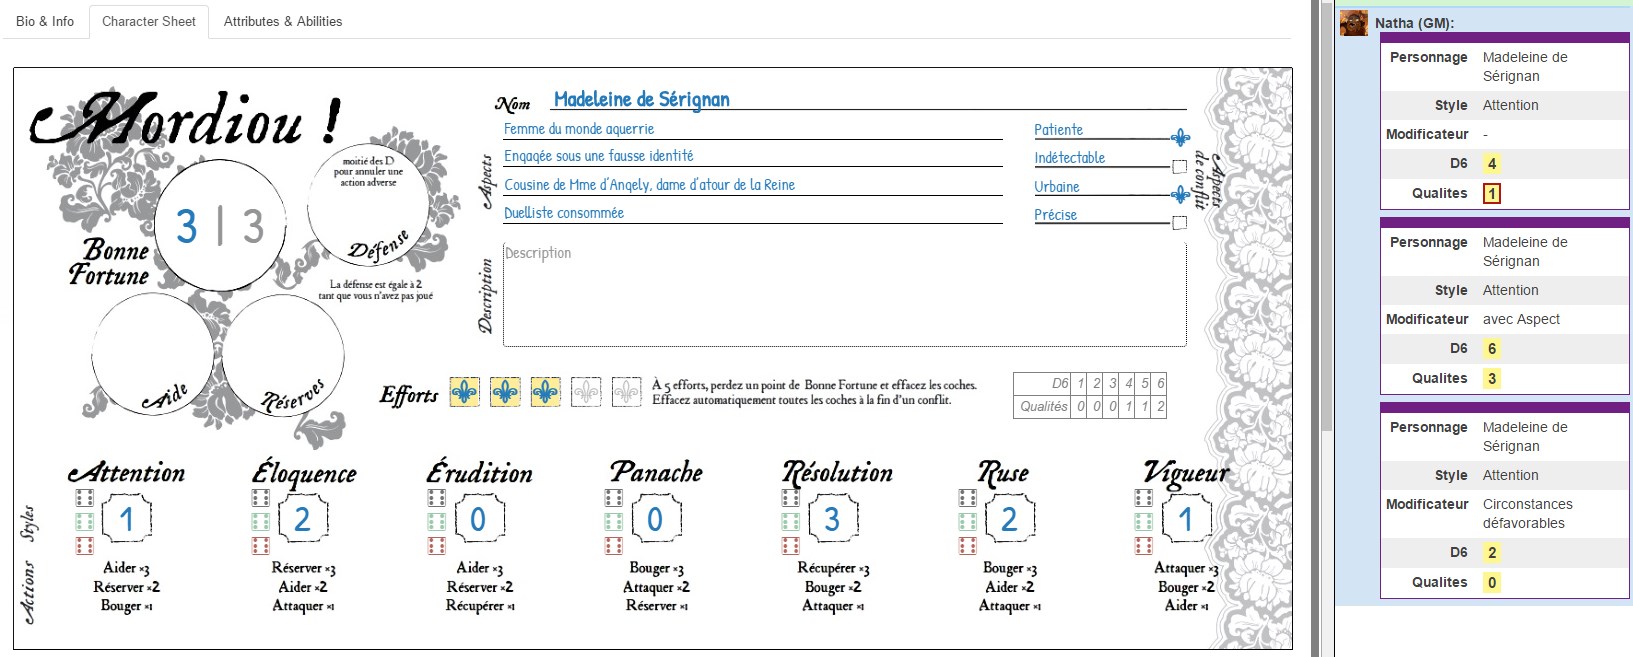 Bio & Info
Character Sheet
Attributes & Abilities
Mordiou !
Bonne
Fortune
3 | 3
moitié des D
pour annuler une
action adverse
Défense
La défense est égale à 2
tant que vous n'avez pas joué
Aide
Réserves
Nom
Madeleine de Sérignan
Aspects
Femme du monde aquerrie
Engagée sous une fausse identité
Cousine de Mme d'Angely, dame d'atour de la Reine
Duelliste consommée
Patiente
Indétectable
Urbaine
Précise
Aspects
de conflit
Description
Description
Efforts
À 5 efforts, perdez un point de Bonne Fortune et effacez les coches.
Effacez automatiquement toutes les coches à la fin d'un conflit.
D6 1 2 3 4 5 6
Qualités 0 0 0 1 1 2
Styles
Actions
Attention
1
Aider ×3
Réserver ×2
Bouger ×1
Éloquence
2
Réserver ×3
Aider ×2
Attaquer ×1
Érudition
0
Aider ×3
Réserver ×2
Récupérer ×1
Panache
0
Bouger ×3
Attaquer ×2
Réserver ×1
Résolution
3
Récupérer ×3
Bouger ×2
Attaquer ×1
Ruse
2
Bouger ×3
Aider ×2
Attaquer ×1
Vigueur
1
Attaquer ×3
Bouger ×2
Aider ×1
Natha (GM):
Personnage Madeleine de
Sérignan
Style Attention
Modificateur -
D6 4
Qualites 1
Personnage Madeleine de
Sérignan
Style Attention
Modificateur avec Aspect
D6 6
Qualites 3
Personnage Madeleine de
Sérignan
Style Attention
Modificateur Circonstances
défavorables
D6 2
Qualites 0